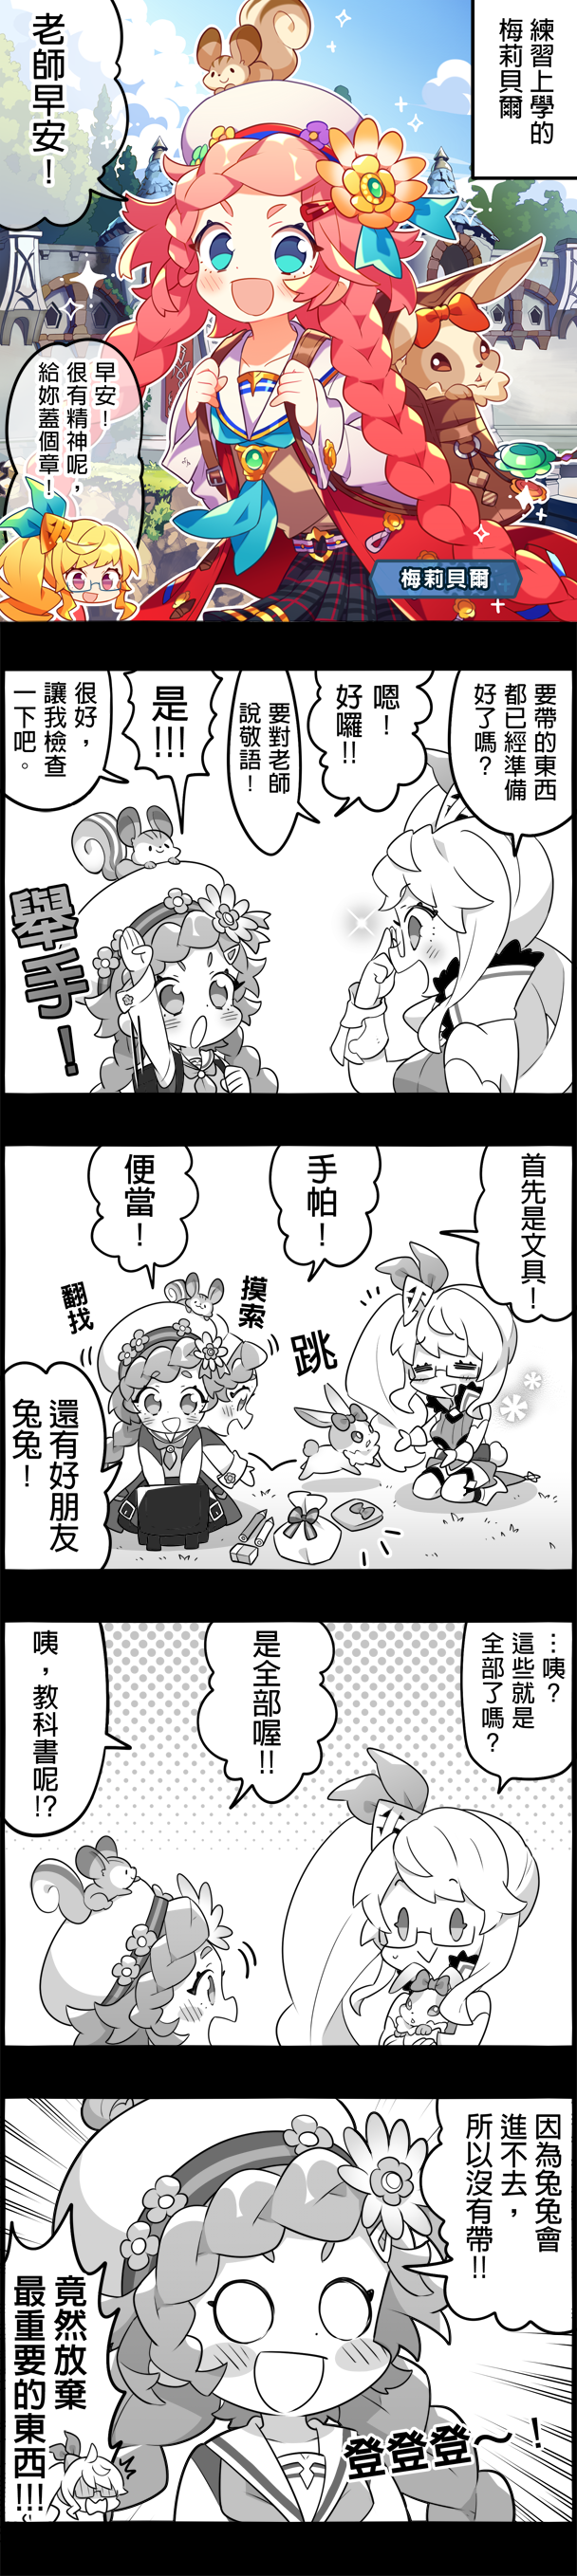 練習上學的
梅莉貝爾
老師早安！
早安！
很有精神呢，
給妳蓋個章！
梅莉貝爾
要帶的東西
都已經準備
好了嗎？
嗯！
好囉!!
要對老師
說敬語！
是!!!
很好，
讓我檢查
一下吧。
舉手！
首先是文具！
手帕！
便當！
跳
摸索
翻找
還有好朋友
兔兔！
…咦？
這些就是
全部了嗎？
是全部喔!!
咦，教科書呢!?
因為兔兔會
進不去，
所以沒有帶!!
登登登～！
竟然放棄
最重要的東西!!!